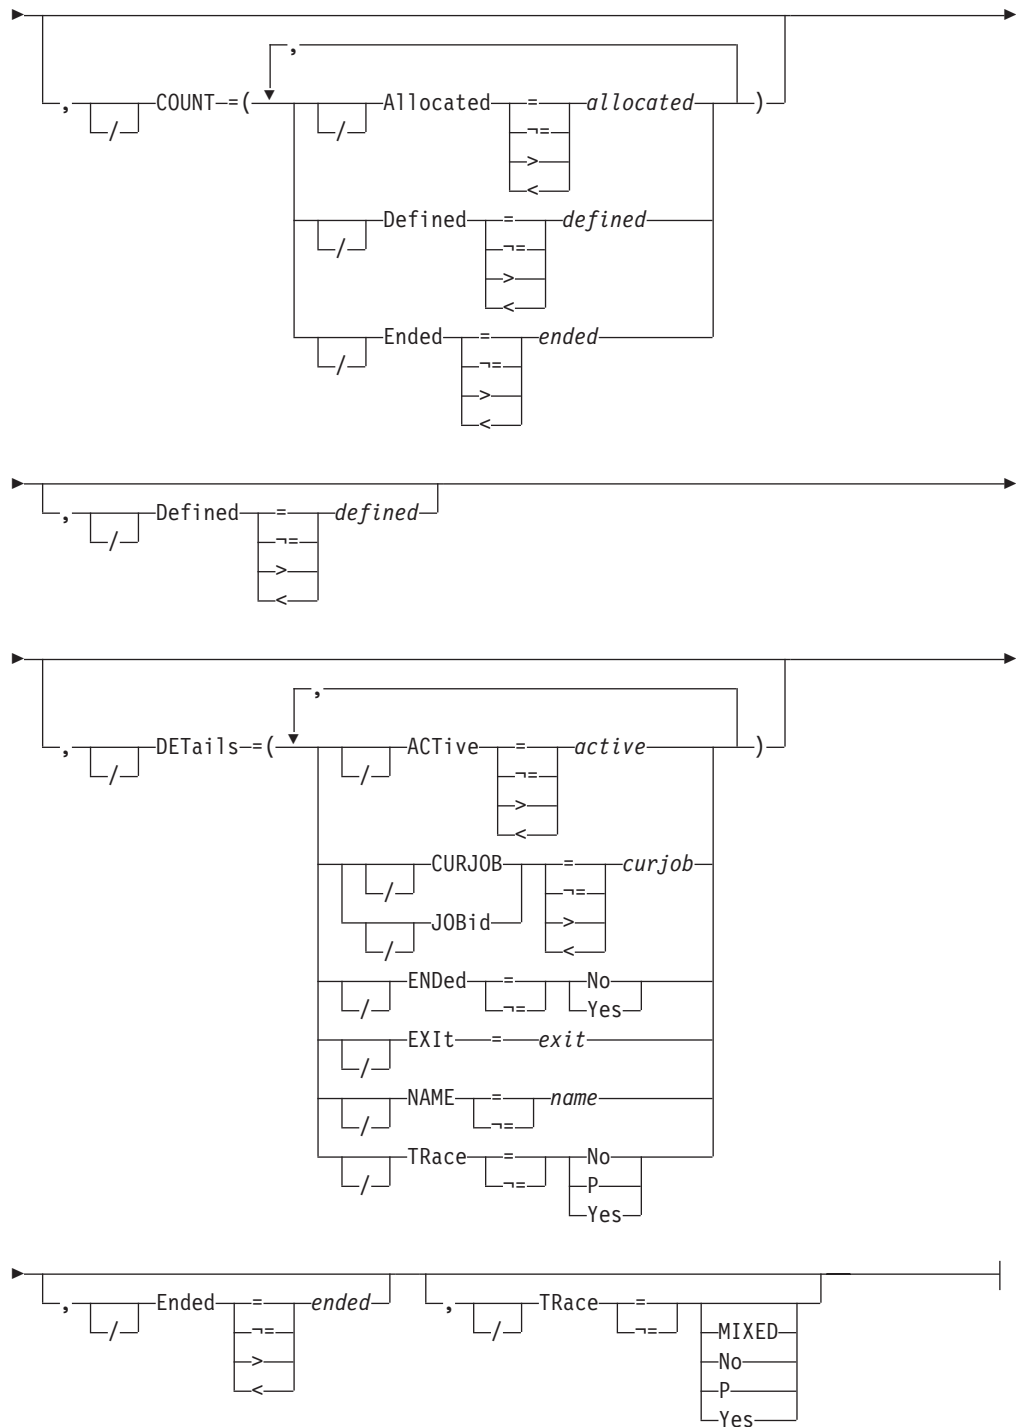 ,
, / COUNT =( / Allocated = allocated )
¬=
>
<
/ Defined = defined
¬=
>
<
/ Ended = ended
¬=
>
<
, / Defined = defined
¬=
>
<
,
, / DETails =( / ACTive = active )
¬=
>
<
/ CURJOB = curjob
¬=
/ JOBid >
<
/ ENDed = No
¬= Yes
/ EXIt = exit
/ NAME = name
¬=
/ TRace = No
¬= P
Yes
, / Ended = ended , / TRace =
¬= ¬= MIXED
> No
< P
Yes